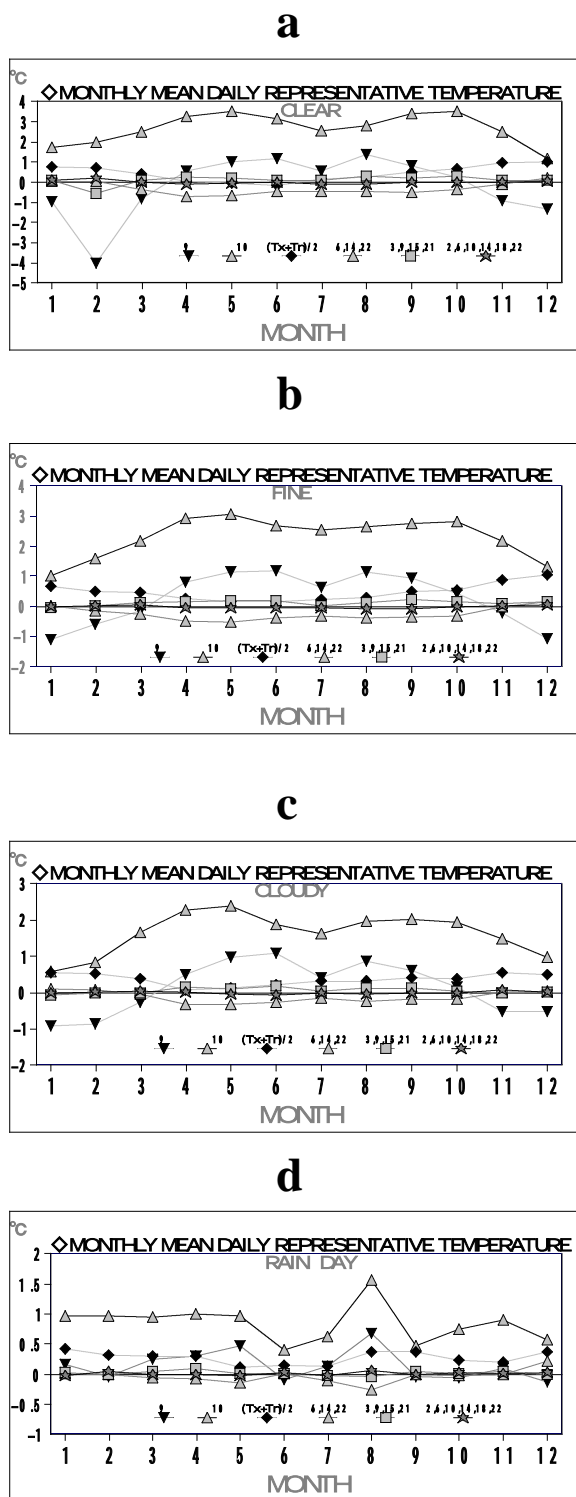 a
°C
◇MONTHLY MEAN DAILY REPRESENTATIVE TEMPERATURE
CLEAR
4
3
2
1
0
−1
−2
−3
−4
−5
9 10 (Tx+Tr)/2 6,14,22 3,9,15,21 2,6,10,14,18,22
1 2 3 4 5 6 7 8 9 10 11 12
MONTH
b
°C
◇MONTHLY MEAN DAILY REPRESENTATIVE TEMPERATURE
FINE
4
3
2
1
0
−1
−2
9 10 (Tx+Tr)/2 6,14,22 3,9,15,21 2,6,10,14,18,22
1 2 3 4 5 6 7 8 9 10 11 12
MONTH
c
°C
◇MONTHLY MEAN DAILY REPRESENTATIVE TEMPERATURE
CLOUDY
3
2
1
0
−1
−2
9 10 (Tx+Tr)/2 6,14,22 3,9,15,21 2,6,10,14,18,22
1 2 3 4 5 6 7 8 9 10 11 12
MONTH
d
°C
◇MONTHLY MEAN DAILY REPRESENTATIVE TEMPERATURE
RAIN DAY
2
1.5
1
0.5
0
−0.5
−1
9 10 (Tx+Tr)/2 6,14,22 3,9,15,21 2,6,10,14,18,22
1 2 3 4 5 6 7 8 9 10 11 12
MONTH